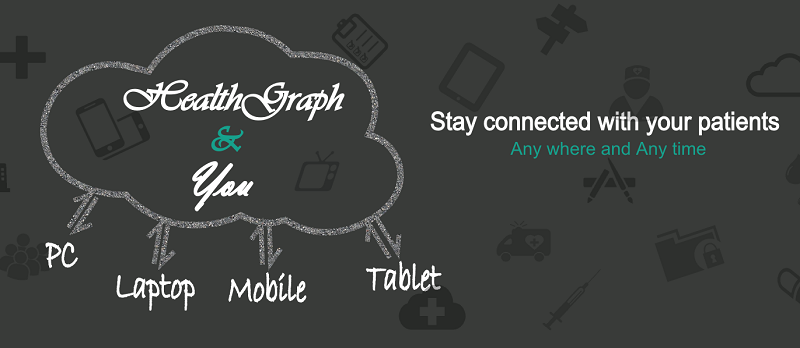 HealthGraph
&
You
Stay connected with your patients
Any where and Any time
PC
Laptop
Mobile
Tablet